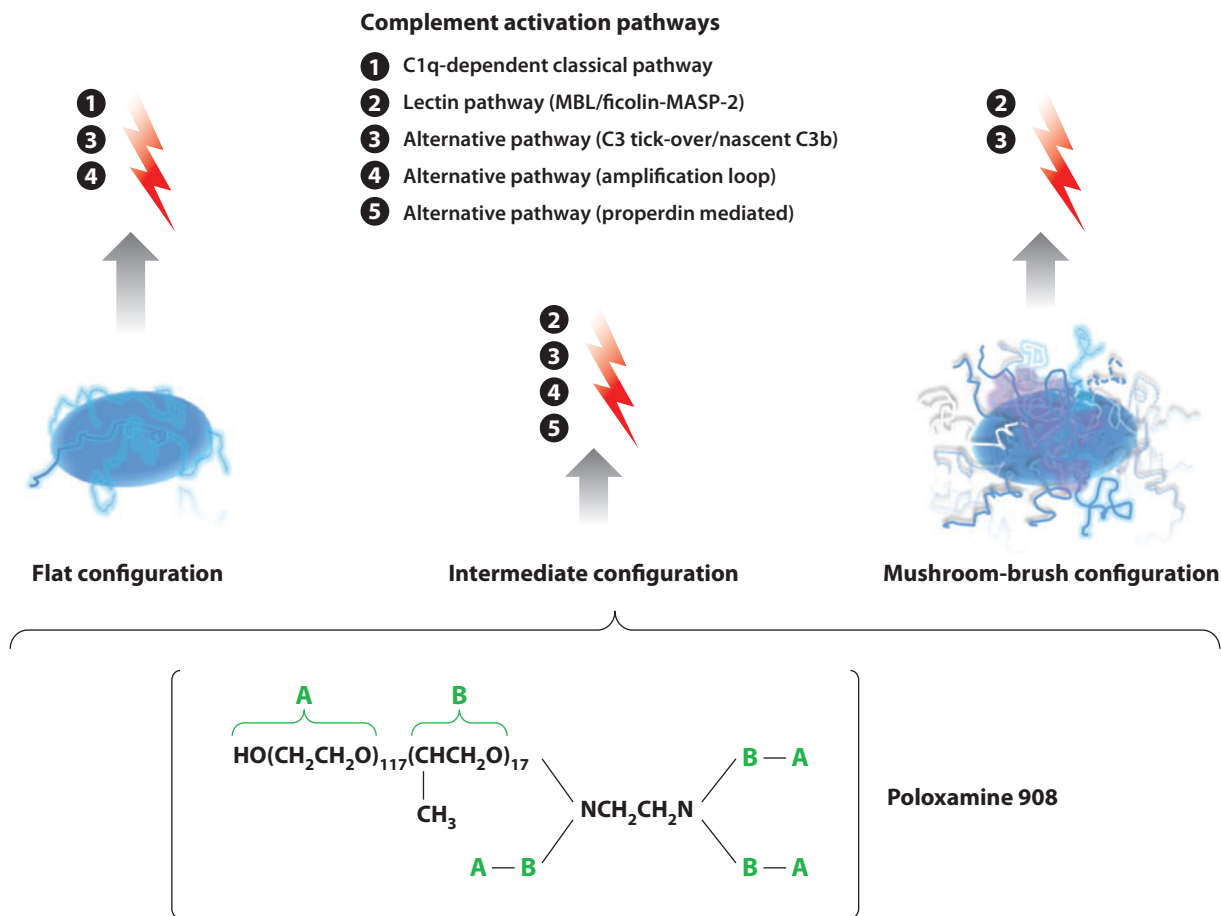 Complement activation pathways
1 C1q-dependent classical pathway
2 Lectin pathway (MBL/ficolin-MASP-2)
3 Alternative pathway (C3 tick-over/nascent C3b)
4 Alternative pathway (amplification loop)
5 Alternative pathway (properdin mediated)
1
3
4
2
3
4
5
2
3
Flat configuration
Intermediate configuration
Mushroom-brush configuration
A
B
HO(CH₂CH₂O)₁₁₇(CHCH₂O)₁₇
CH₃
NCH₂CH₂N
B — A
A — B
B — A
Poloxamine 908